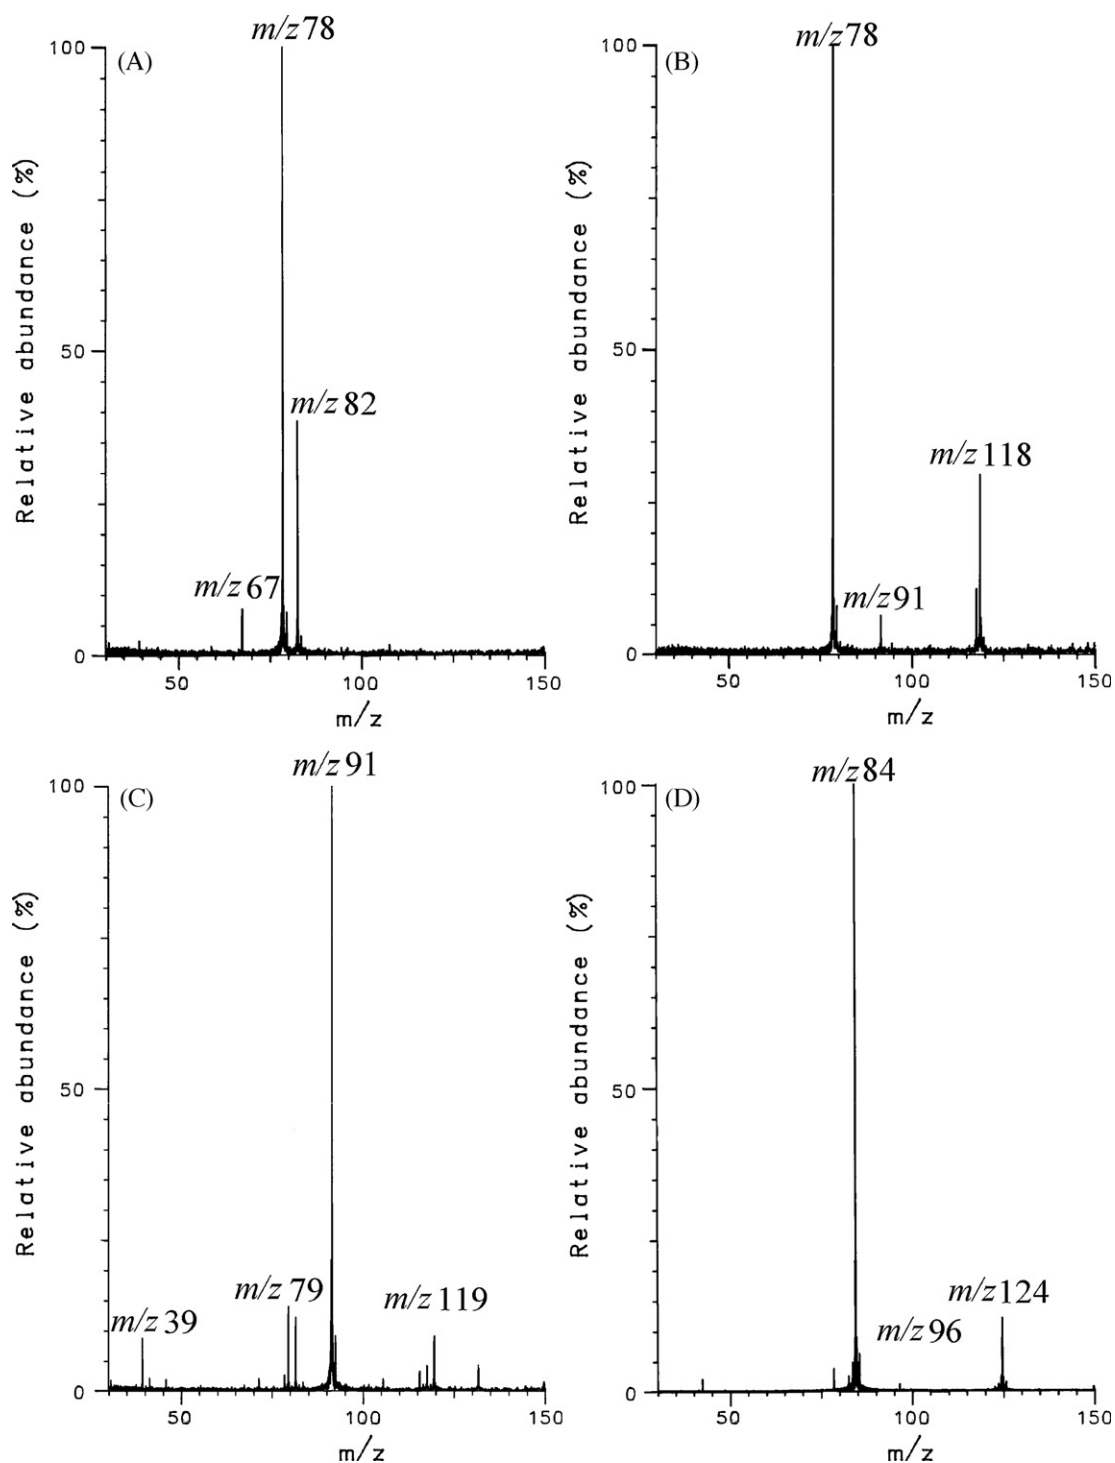 m/z 78
100
(A)
Relative abundance (%)
50
m/z 82
m/z 67
0
50
100
150
m/z
m/z 78
100
(B)
Relative abundance (%)
50
m/z 118
m/z 91
0
50
100
150
m/z
m/z 91
100
(C)
Relative abundance (%)
50
m/z 79
m/z 119
m/z 39
0
50
100
150
m/z
m/z 84
100
(D)
Relative abundance (%)
50
m/z 124
m/z 96
0
50
100
150
m/z